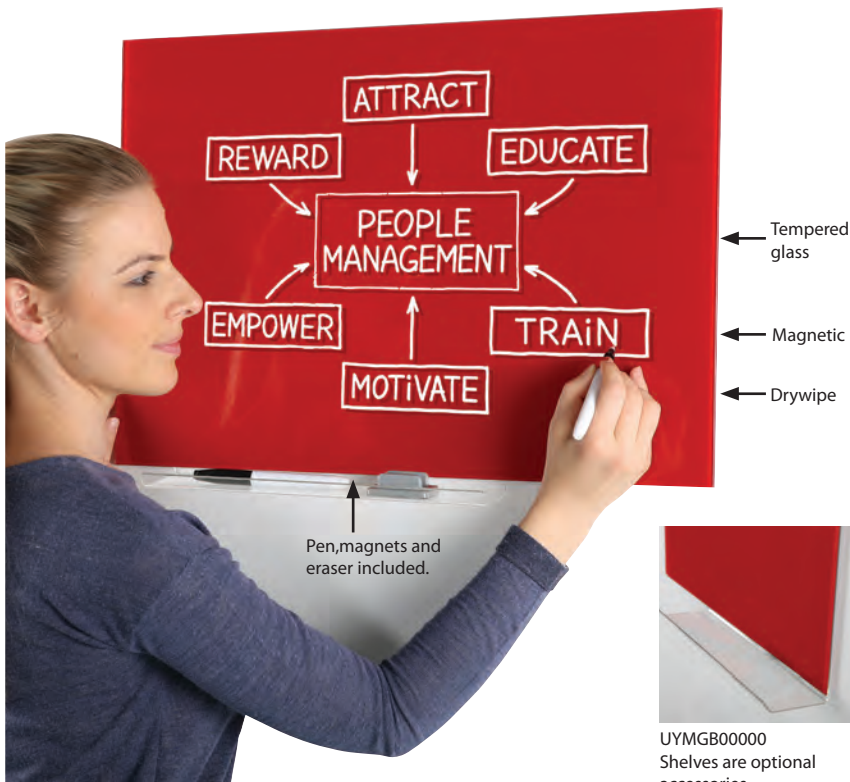 ATTRACT
REWARD
EDUCATE
PEOPLE
MANAGEMENT
EMPOWER
TRAiN
MOTiVATE
Tempered
glass
Magnetic
Drywipe
Pen,magnets and
eraser included.
UYMGB00000
Shelves are optional
accessories